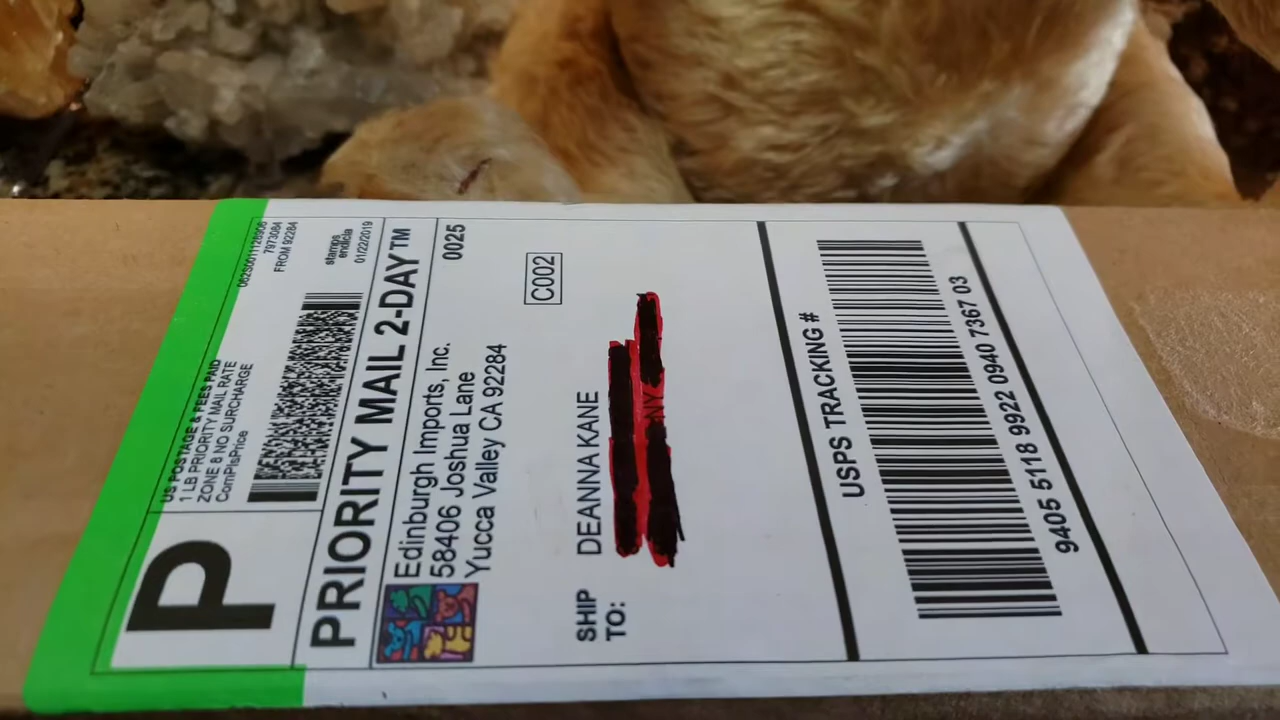 P
US POSTAGE & FEES PAID
1 LB PRIORITY MAIL RATE
ZONE 8 NO SURCHARGE
ComPlsPrice
7973084
FROM 92284
stamps
endicia
01/22/2019
PRIORITY MAIL 2-DAY™
Edinburgh Imports, Inc.
58406 Joshua Lane
Yucca Valley CA 92284
0025
C002
SHIP
TO:
DEANNA KANE
NY
USPS TRACKING #
9405 5118 9922 0940 7367 03